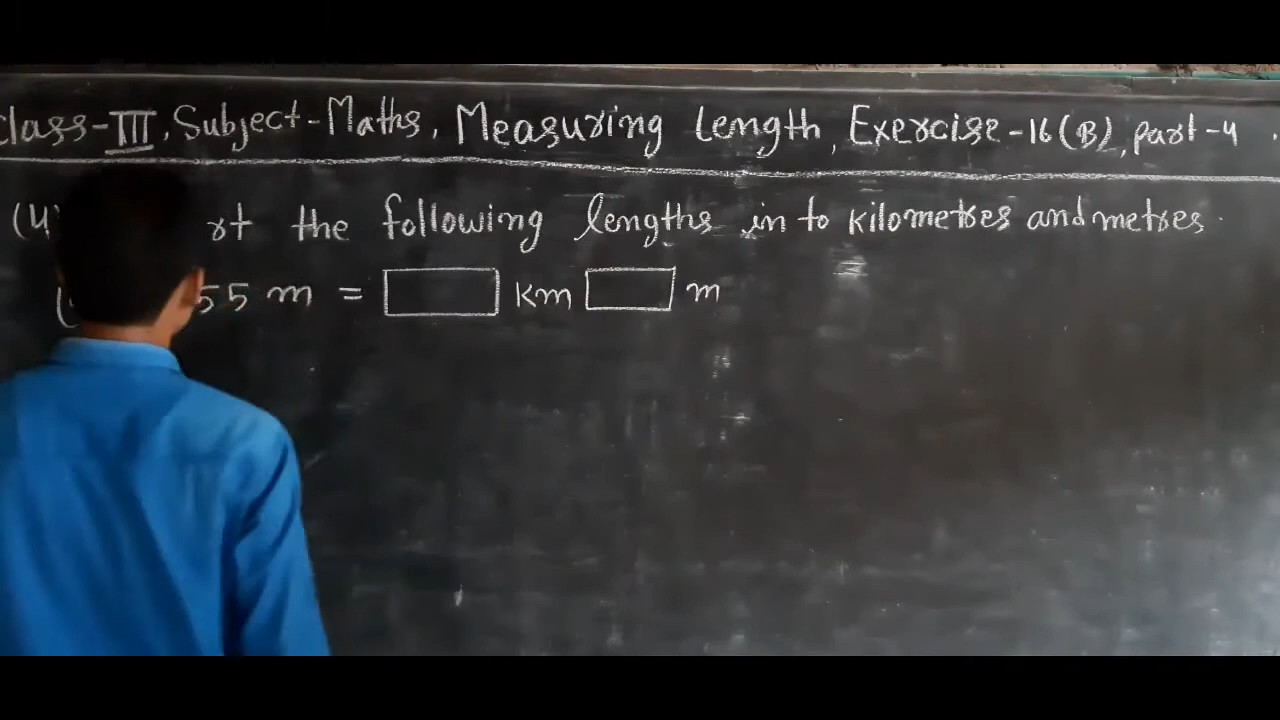 Class-III, Subject-Maths, Measuring Length, Exercise-16(B), part-4
(4) the following lengths in to kilometres and metres.
55 m = km m